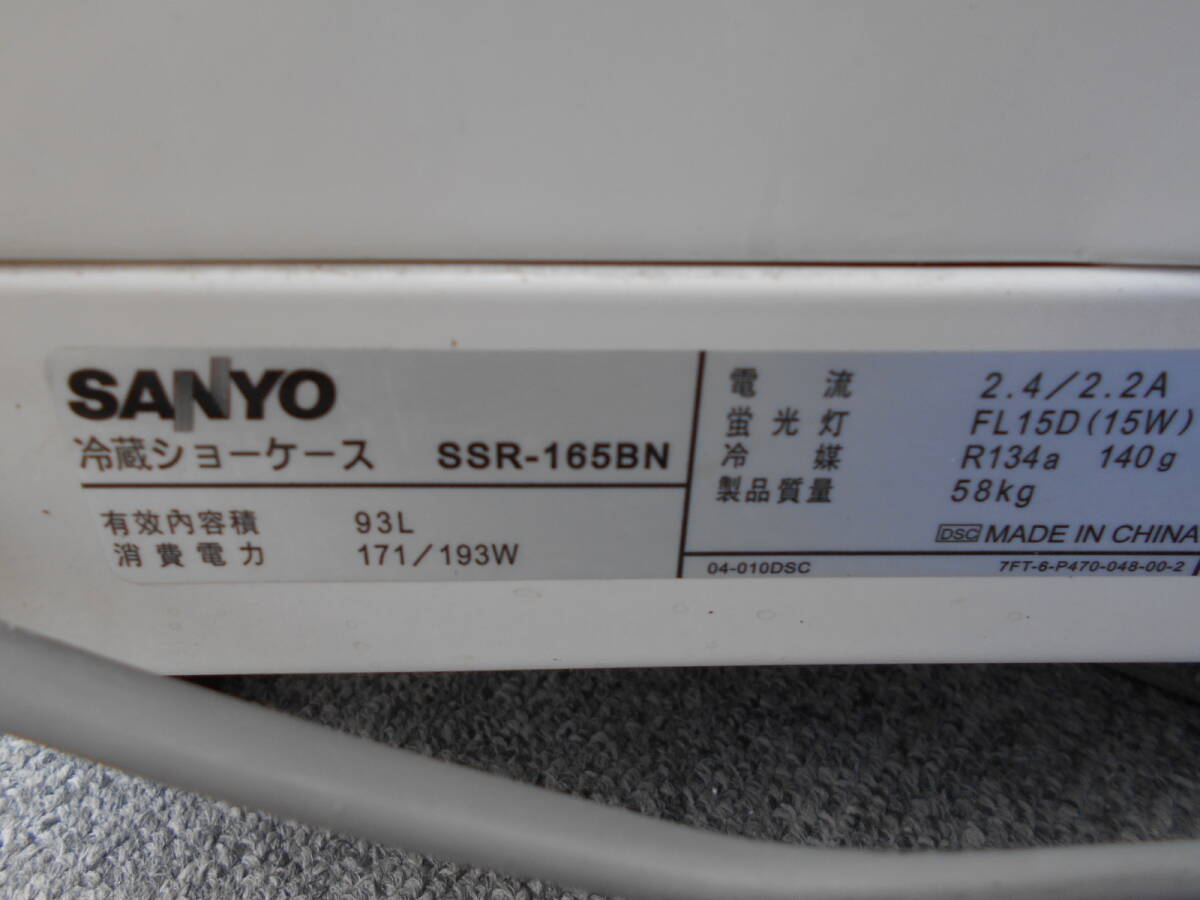 SANYO
冷蔵ショーケース SSR-165BN
有効内容積 93L
消費電力 171/193W
電流 2.4/2.2A
蛍光灯 FL15D(15W)
冷媒 R134a 140g
製品質量 58kg
DSC MADE IN CHINA
04-010DSC 7FT-6-P470-048-00-2